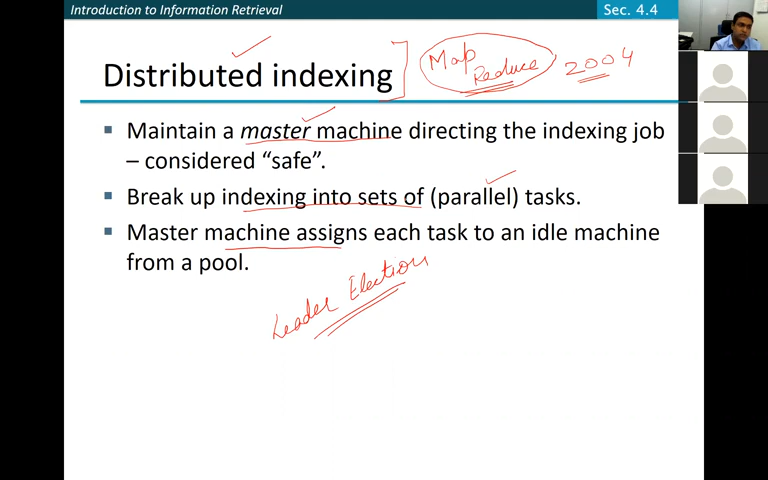 Introduction to Information Retrieval
Sec. 4.4
Distributed indexing
Map
Reduce
2004
▪ Maintain a master machine directing the indexing job
– considered “safe”.
▪ Break up indexing into sets of (parallel) tasks.
▪ Master machine assigns each task to an idle machine
from a pool.
Leader Election